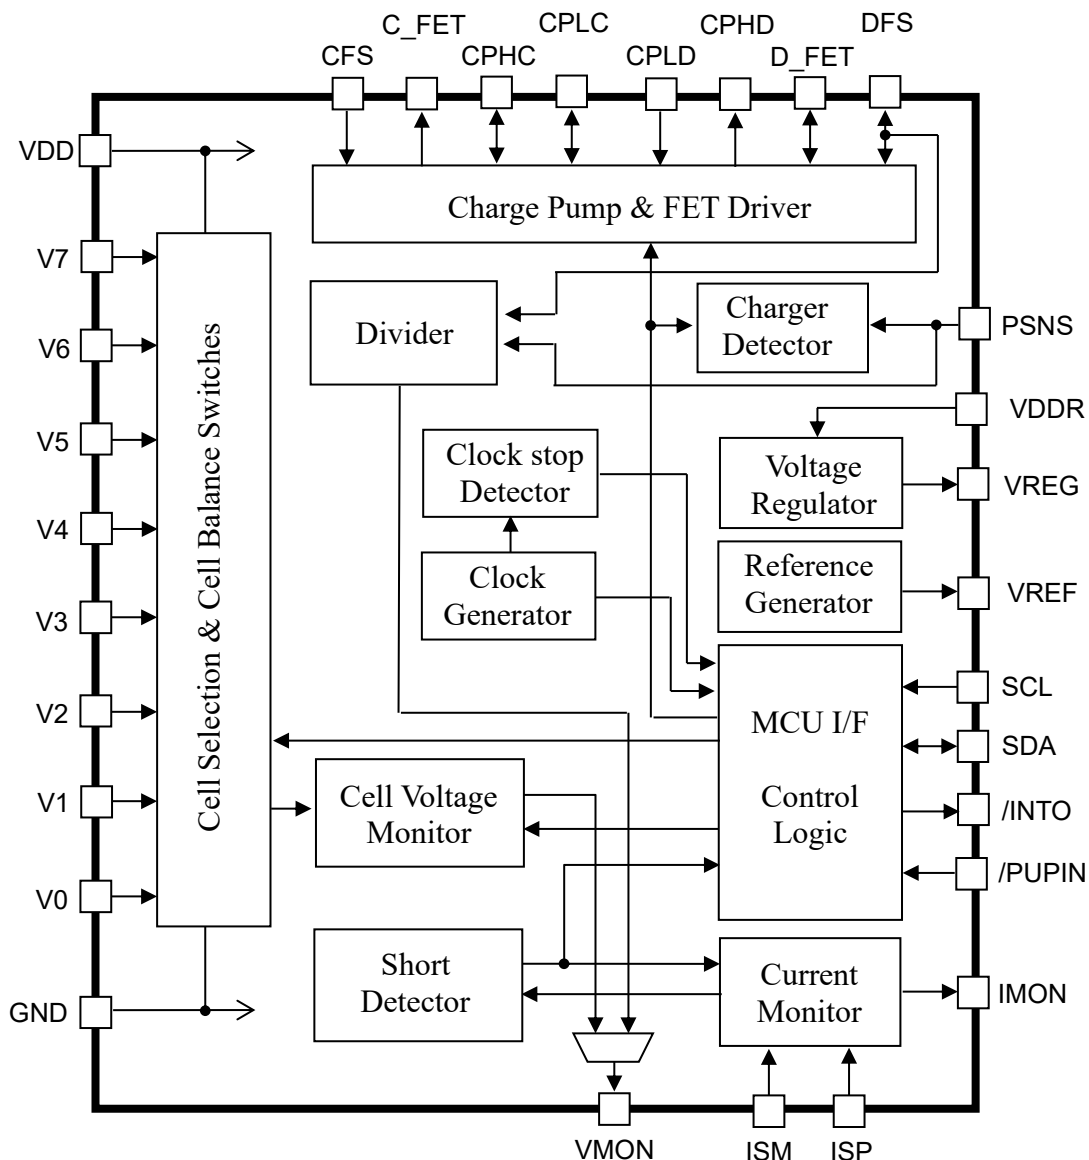 C_FET
CPLC
CPHD
DFS
CFS
CPHC
CPLD
D_FET
VDD
Charge Pump & FET Driver
V7
V6
V5
V4
V3
V2
V1
V0
GND
Cell Selection & Cell Balance Switches
Divider
Charger
Detector
PSNS
VDDR
Clock stop
Detector
Voltage
Regulator
VREG
Clock
Generator
Reference
Generator
VREF
MCU I/F
Control
Logic
SCL
SDA
/INTO
/PUPIN
Cell Voltage
Monitor
Short
Detector
Current
Monitor
IMON
VMON
ISM
ISP